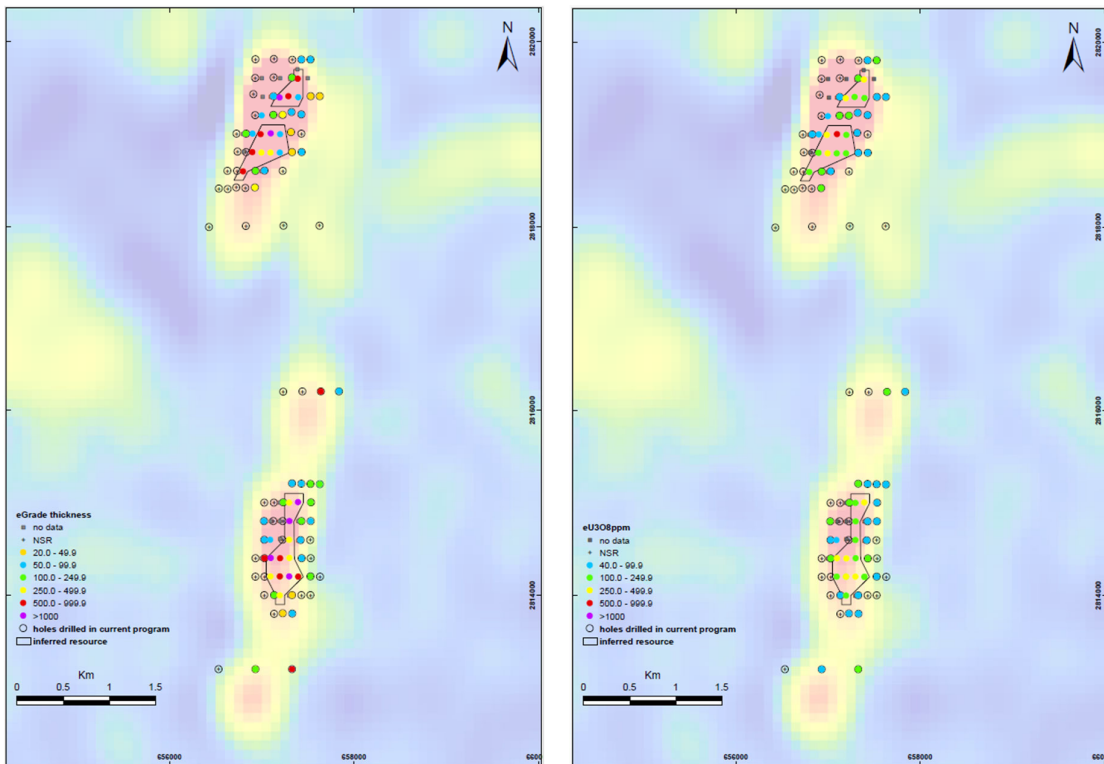 N
2820000
2818000
2816000
2814000
eGrade thickness
no data
NSR
20.0 - 49.9
50.0 - 99.9
100.0 - 249.9
250.0 - 499.9
500.0 - 999.9
>1000
holes drilled in current program
inferred resource
Km
0 0.5 1.0 1.5
656000 658000 6600
N
2820000
2818000
2816000
2814000
eU3O8ppm
no data
NSR
40.0 - 99.9
100.0 - 249.9
250.0 - 499.9
500.0 - 999.9
>1000
holes drilled in current program
inferred resource
Km
0 0.5 1.0 1.5
656000 658000 6600